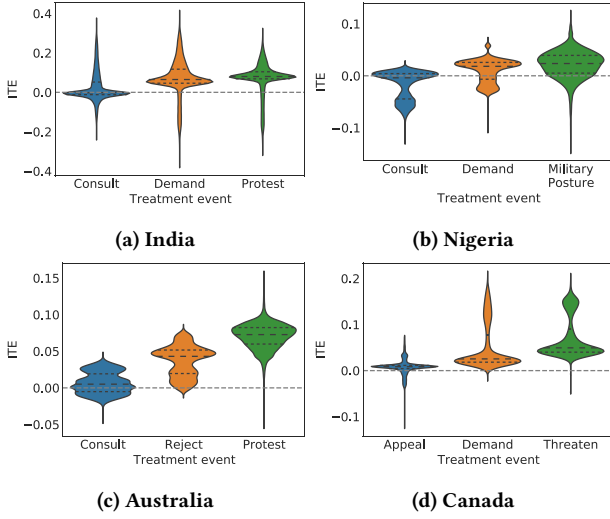 0.4
0.2
0.0
−0.2
−0.4
ITE
Consult Demand Protest
Treatment event
(a) India
0.1
0.0
−0.1
ITE
Consult Demand Military
Posture
Treatment event
(b) Nigeria
0.15
0.10
0.05
0.00
−0.05
ITE
Consult Reject Protest
Treatment event
(c) Australia
0.2
0.1
0.0
−0.1
ITE
Appeal Demand Threaten
Treatment event
(d) Canada